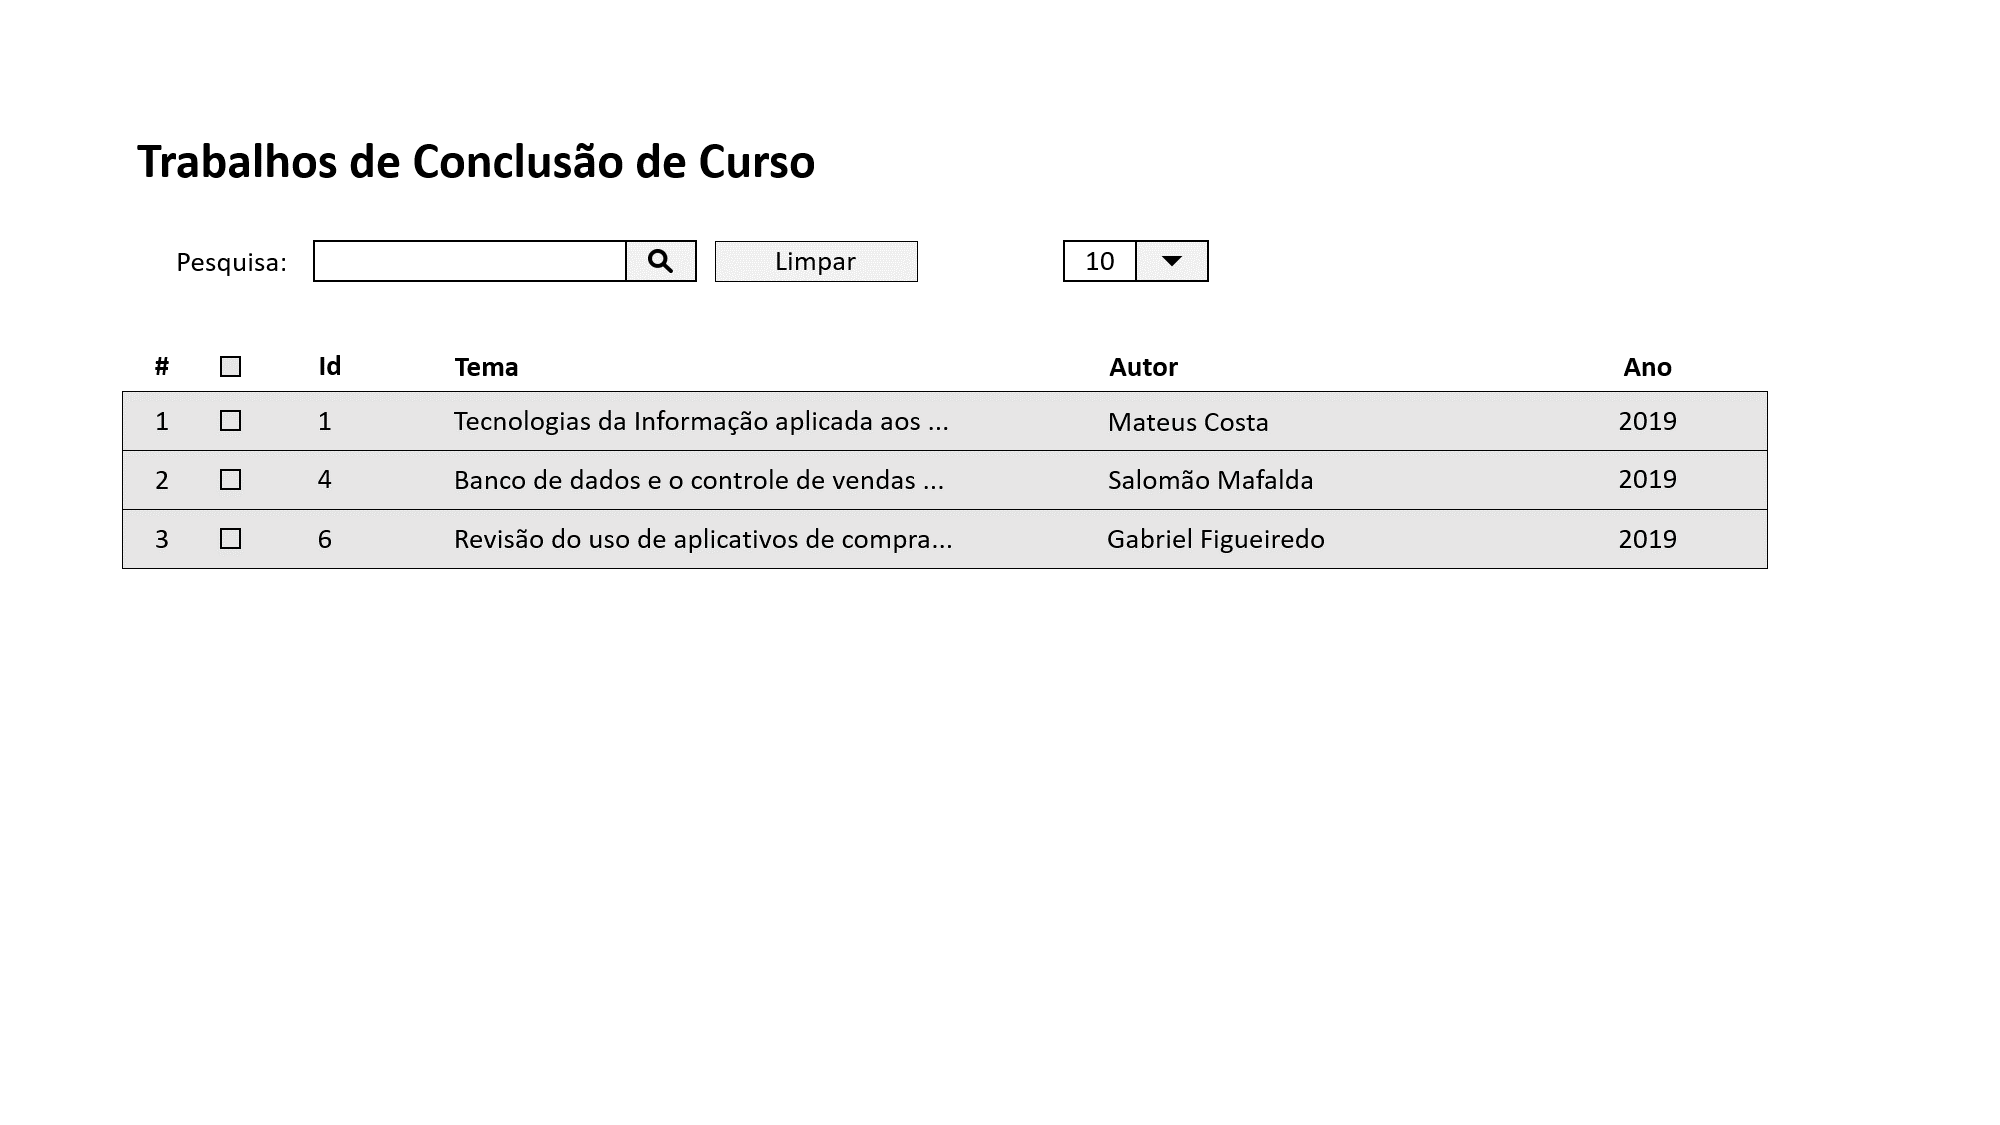 Trabalhos de Conclusão de Curso
Pesquisa: Limpar 10
# Id Tema Autor Ano
1 1 Tecnologias da Informação aplicada aos ... Mateus Costa 2019
2 4 Banco de dados e o controle de vendas ... Salomão Mafalda 2019
3 6 Revisão do uso de aplicativos de compra... Gabriel Figueiredo 2019